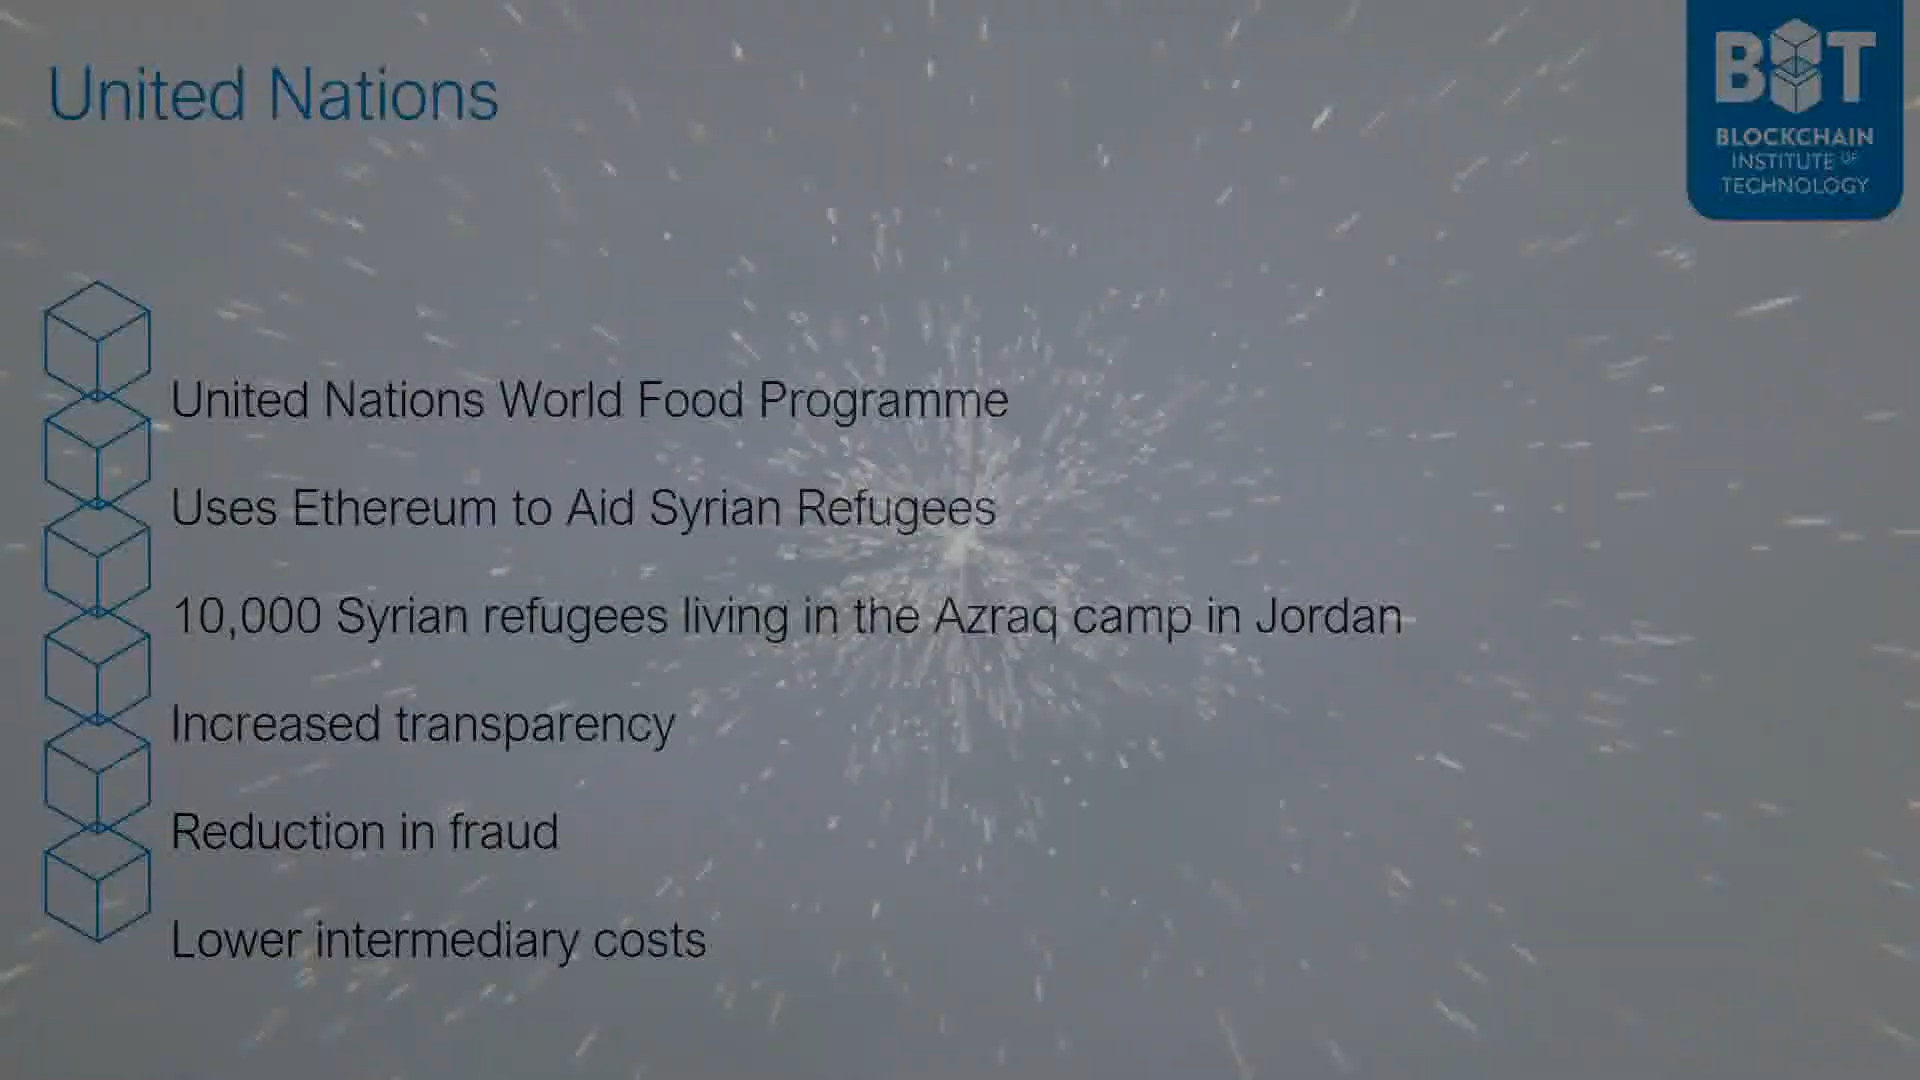 United Nations
BIT
BLOCKCHAIN
INSTITUTE OF
TECHNOLOGY
United Nations World Food Programme
Uses Ethereum to Aid Syrian Refugees
10,000 Syrian refugees living in the Azraq camp in Jordan
Increased transparency
Reduction in fraud
Lower intermediary costs